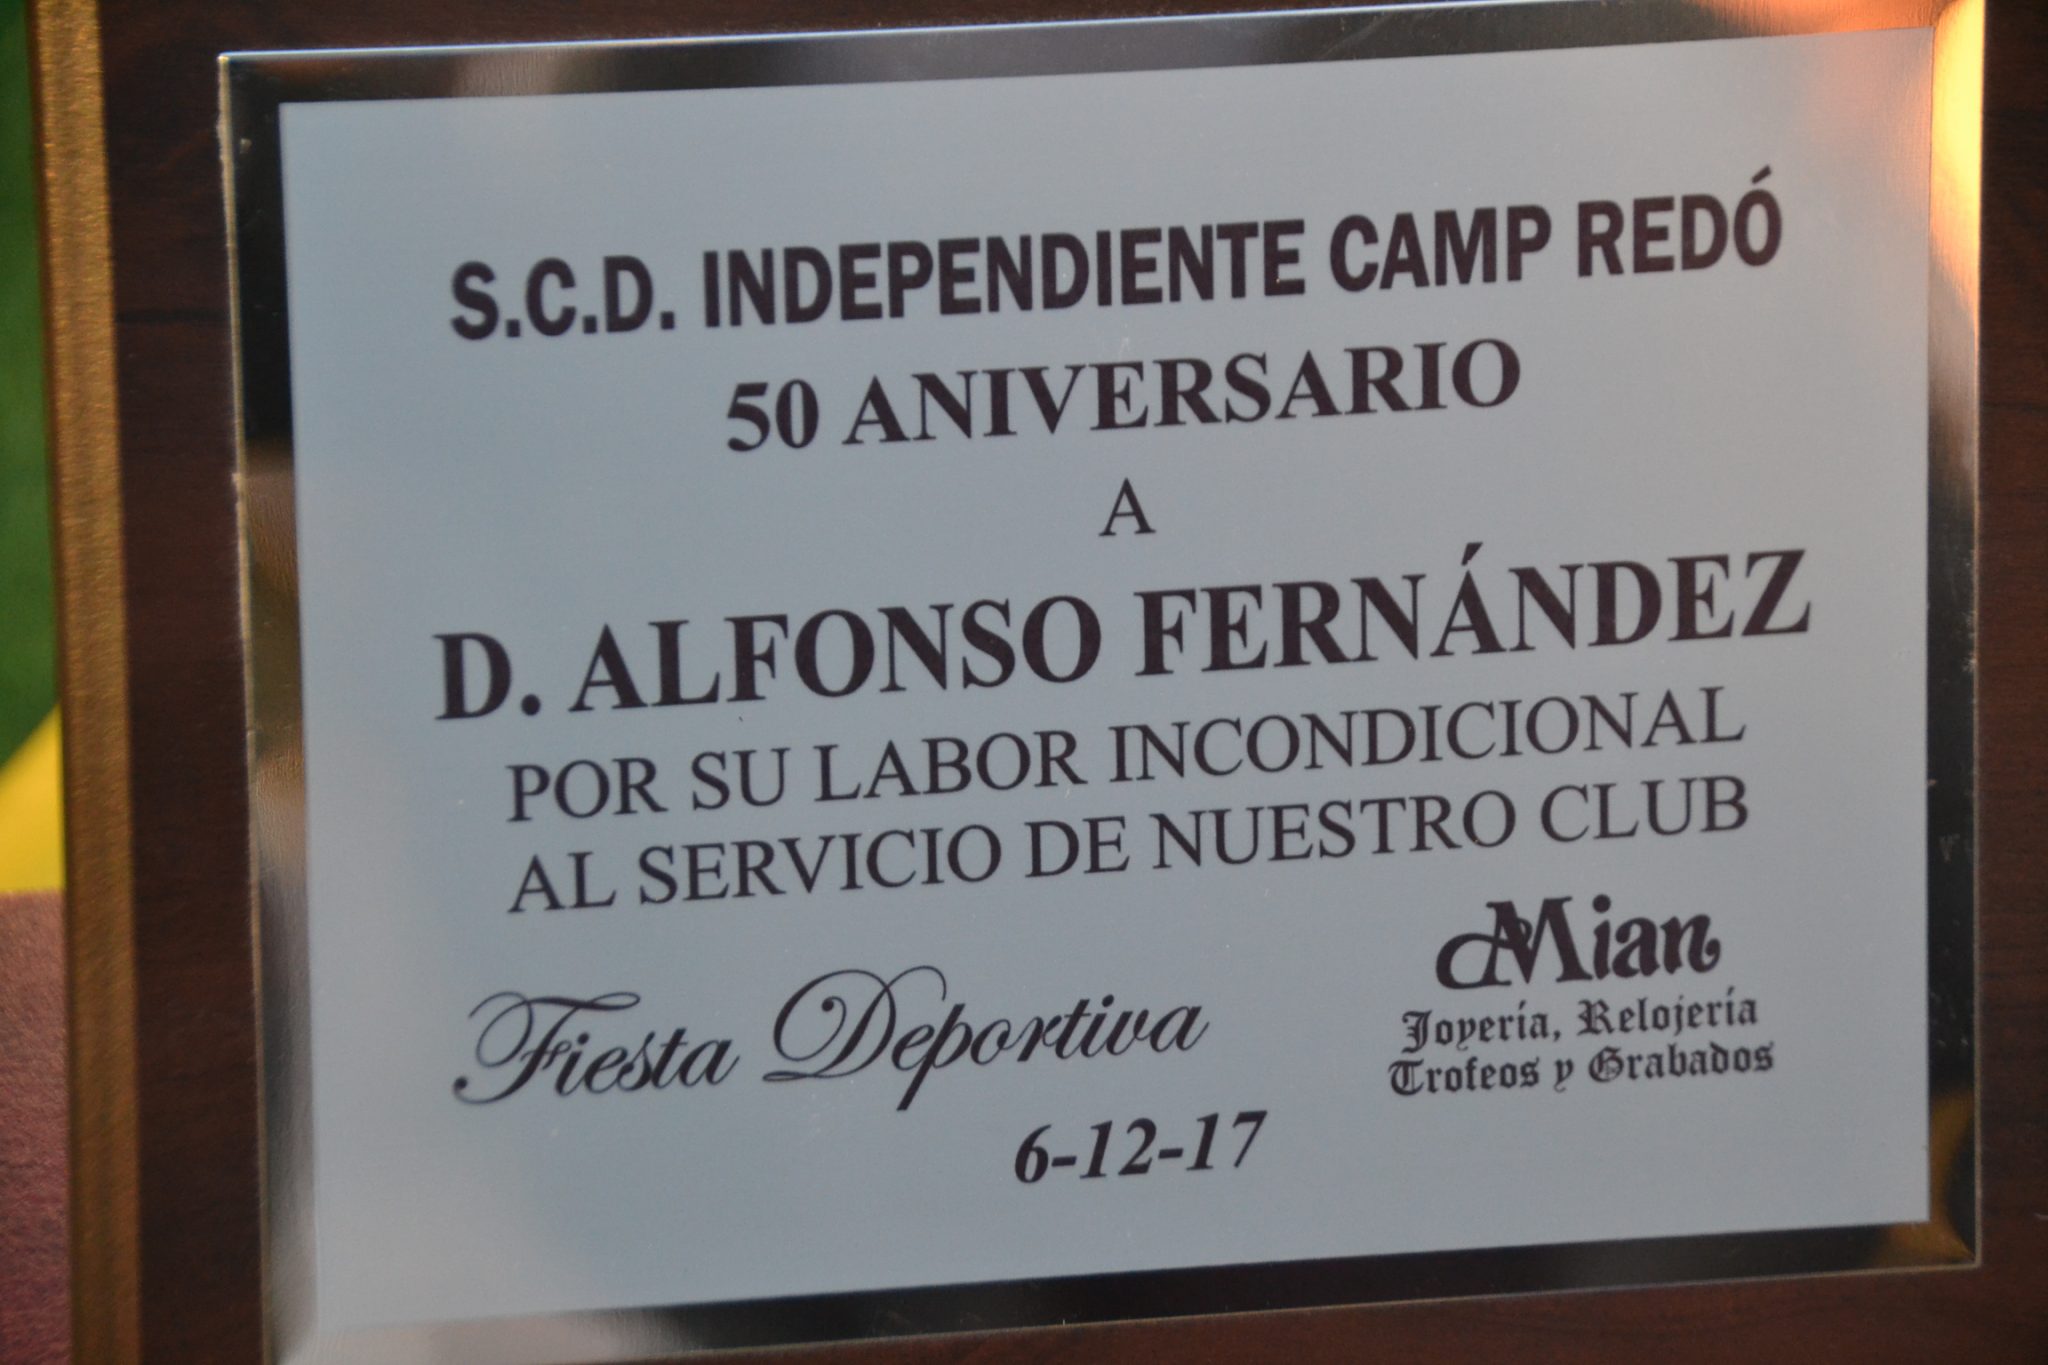 S.C.D. INDEPENDIENTE CAMP REDÓ
50 ANIVERSARIO
A
D. ALFONSO FERNÁNDEZ
POR SU LABOR INCONDICIONAL
AL SERVICIO DE NUESTRO CLUB
Fiesta Deportiva
6-12-17
Mian
Joyería, Relojería
Trofeos y Grabados